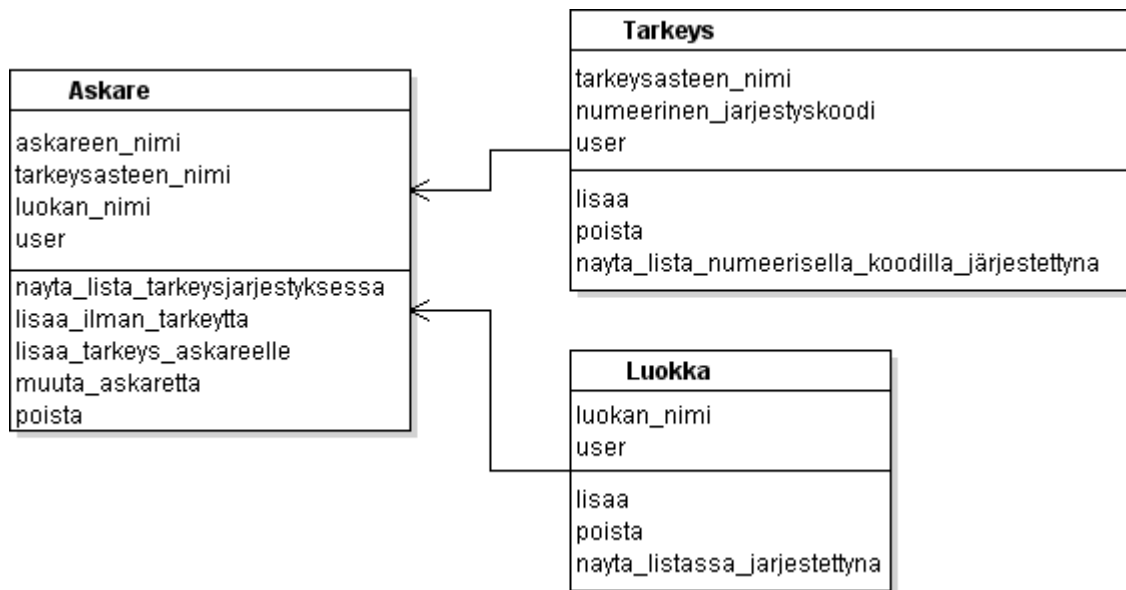 Askare
askareen_nimi
tarkeysasteen_nimi
luokan_nimi
user
nayta_lista_tarkeysjarjestyksessa
lisaa_ilman_tarkeytta
lisaa_tarkeys_askareelle
muuta_askaretta
poista
Tarkeys
tarkeysasteen_nimi
numeerinen_jarjestyskoodi
user
lisaa
poista
nayta_lista_numeerisella_koodilla_järjestettyna
Luokka
luokan_nimi
user
lisaa
poista
nayta_listassa_jarjestettyna